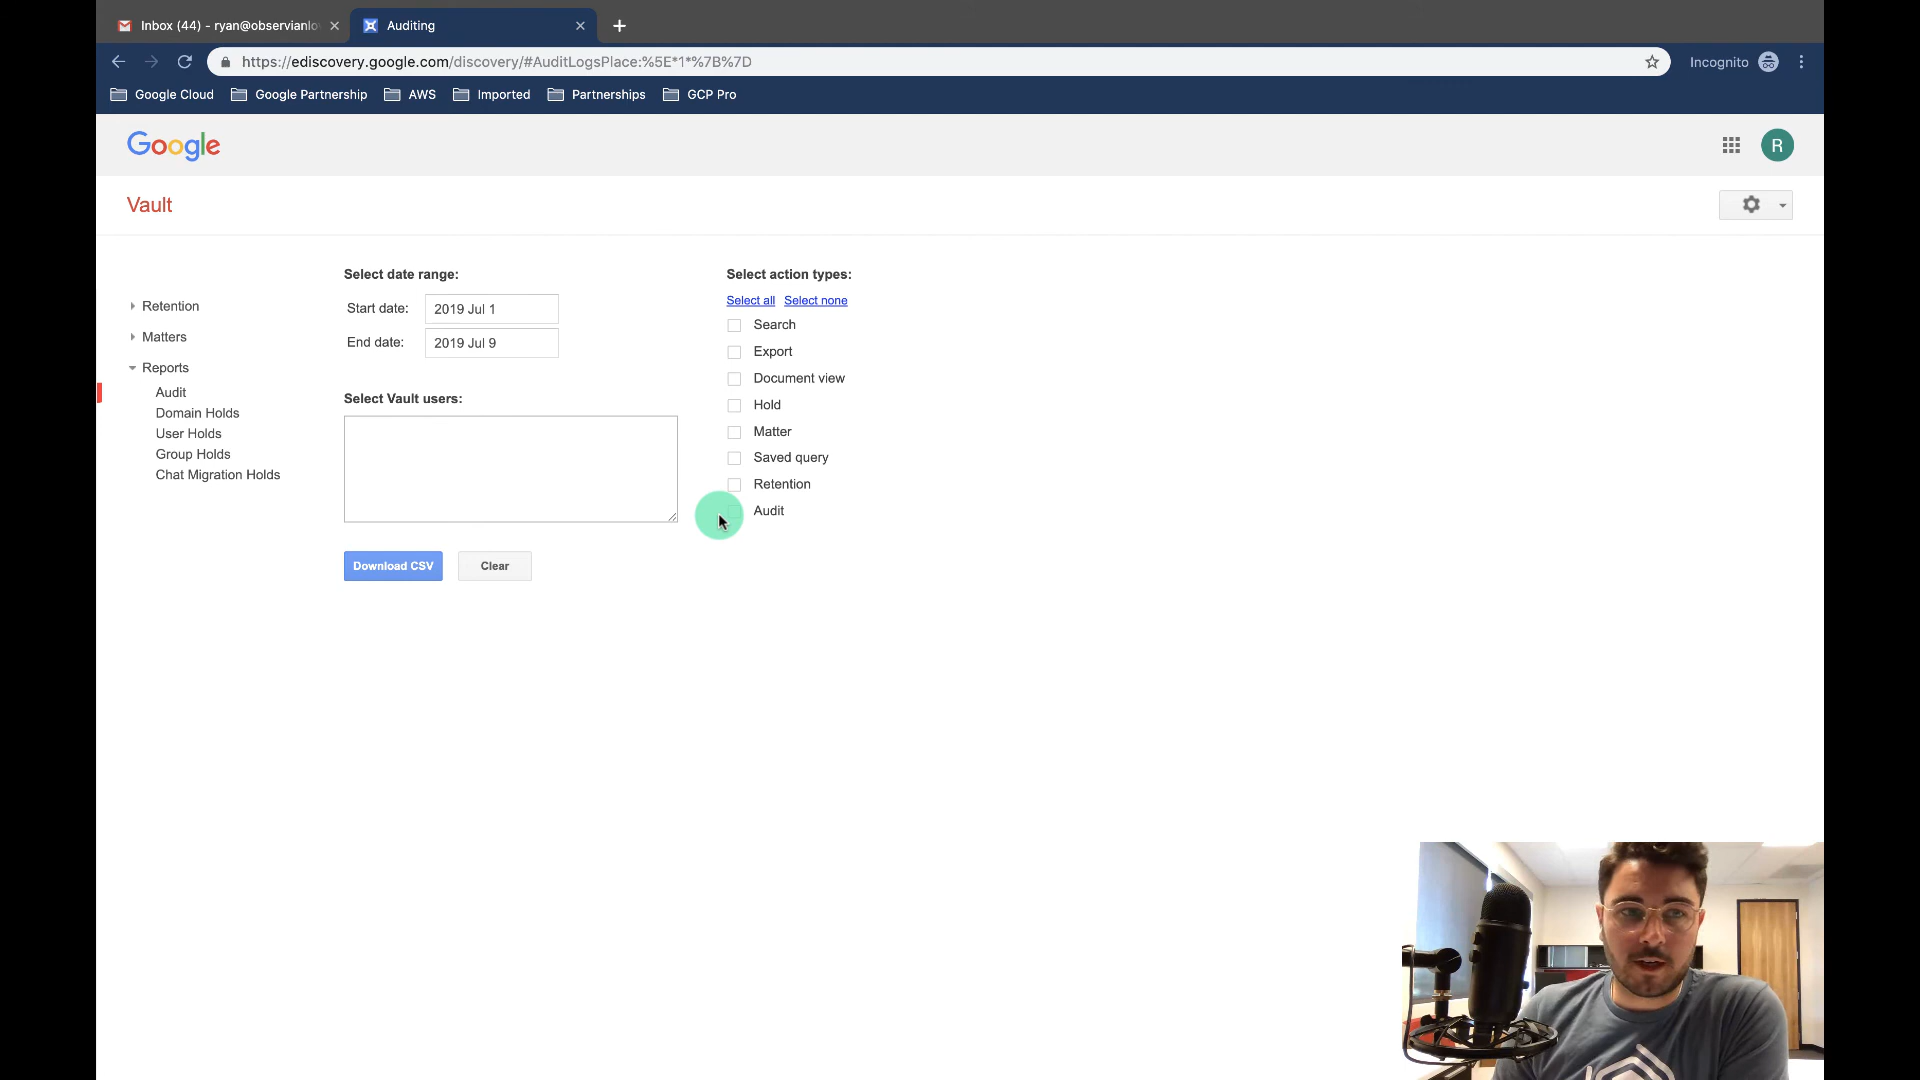 Inbox (44) - ryan@observianlo
Auditing
https://ediscovery.google.com/discovery/#AuditLogsPlace:%5E*1*%7B%7D
Incognito
Google Cloud
Google Partnership
AWS
Imported
Partnerships
GCP Pro
Google
R
Vault
Retention
Matters
Reports
Audit
Domain Holds
User Holds
Group Holds
Chat Migration Holds
Select date range:
Start date: 2019 Jul 1
End date: 2019 Jul 9
Select Vault users:
Download CSV
Clear
Select action types:
Select all Select none
Search
Export
Document view
Hold
Matter
Saved query
Retention
Audit